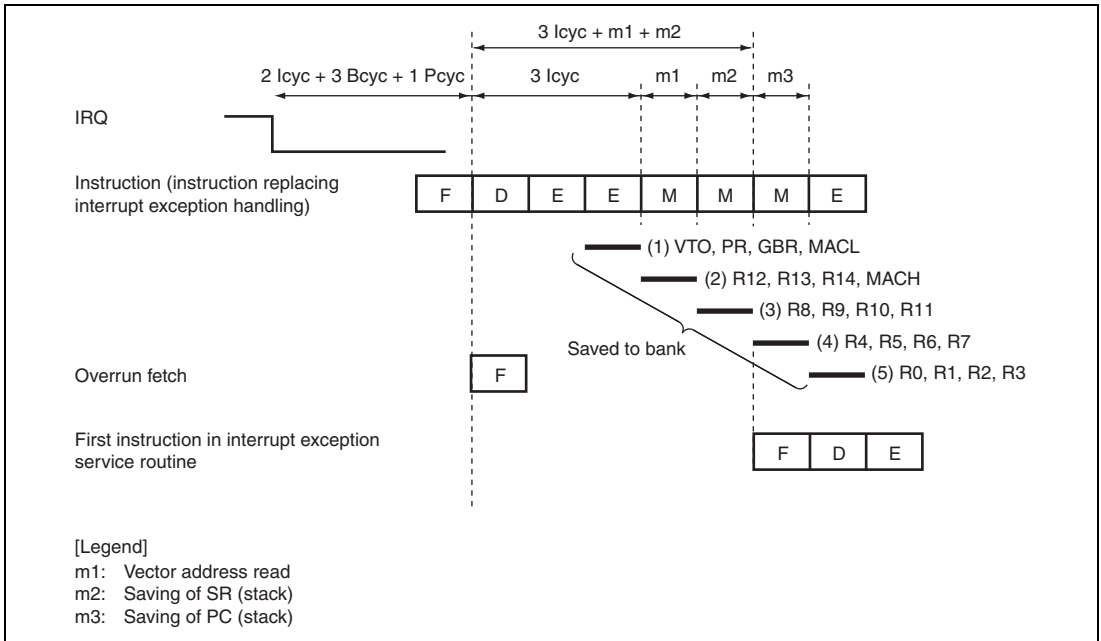 3 Icyc + m1 + m2
2 Icyc + 3 Bcyc + 1 Pcyc 3 Icyc m1 m2 m3
IRQ
Instruction (instruction replacing
interrupt exception handling)
F D E E M M M E
(1) VTO, PR, GBR, MACL
(2) R12, R13, R14, MACH
(3) R8, R9, R10, R11
(4) R4, R5, R6, R7
Saved to bank
(5) R0, R1, R2, R3
Overrun fetch
F
First instruction in interrupt exception
service routine
F D E
[Legend]
m1: Vector address read
m2: Saving of SR (stack)
m3: Saving of PC (stack)